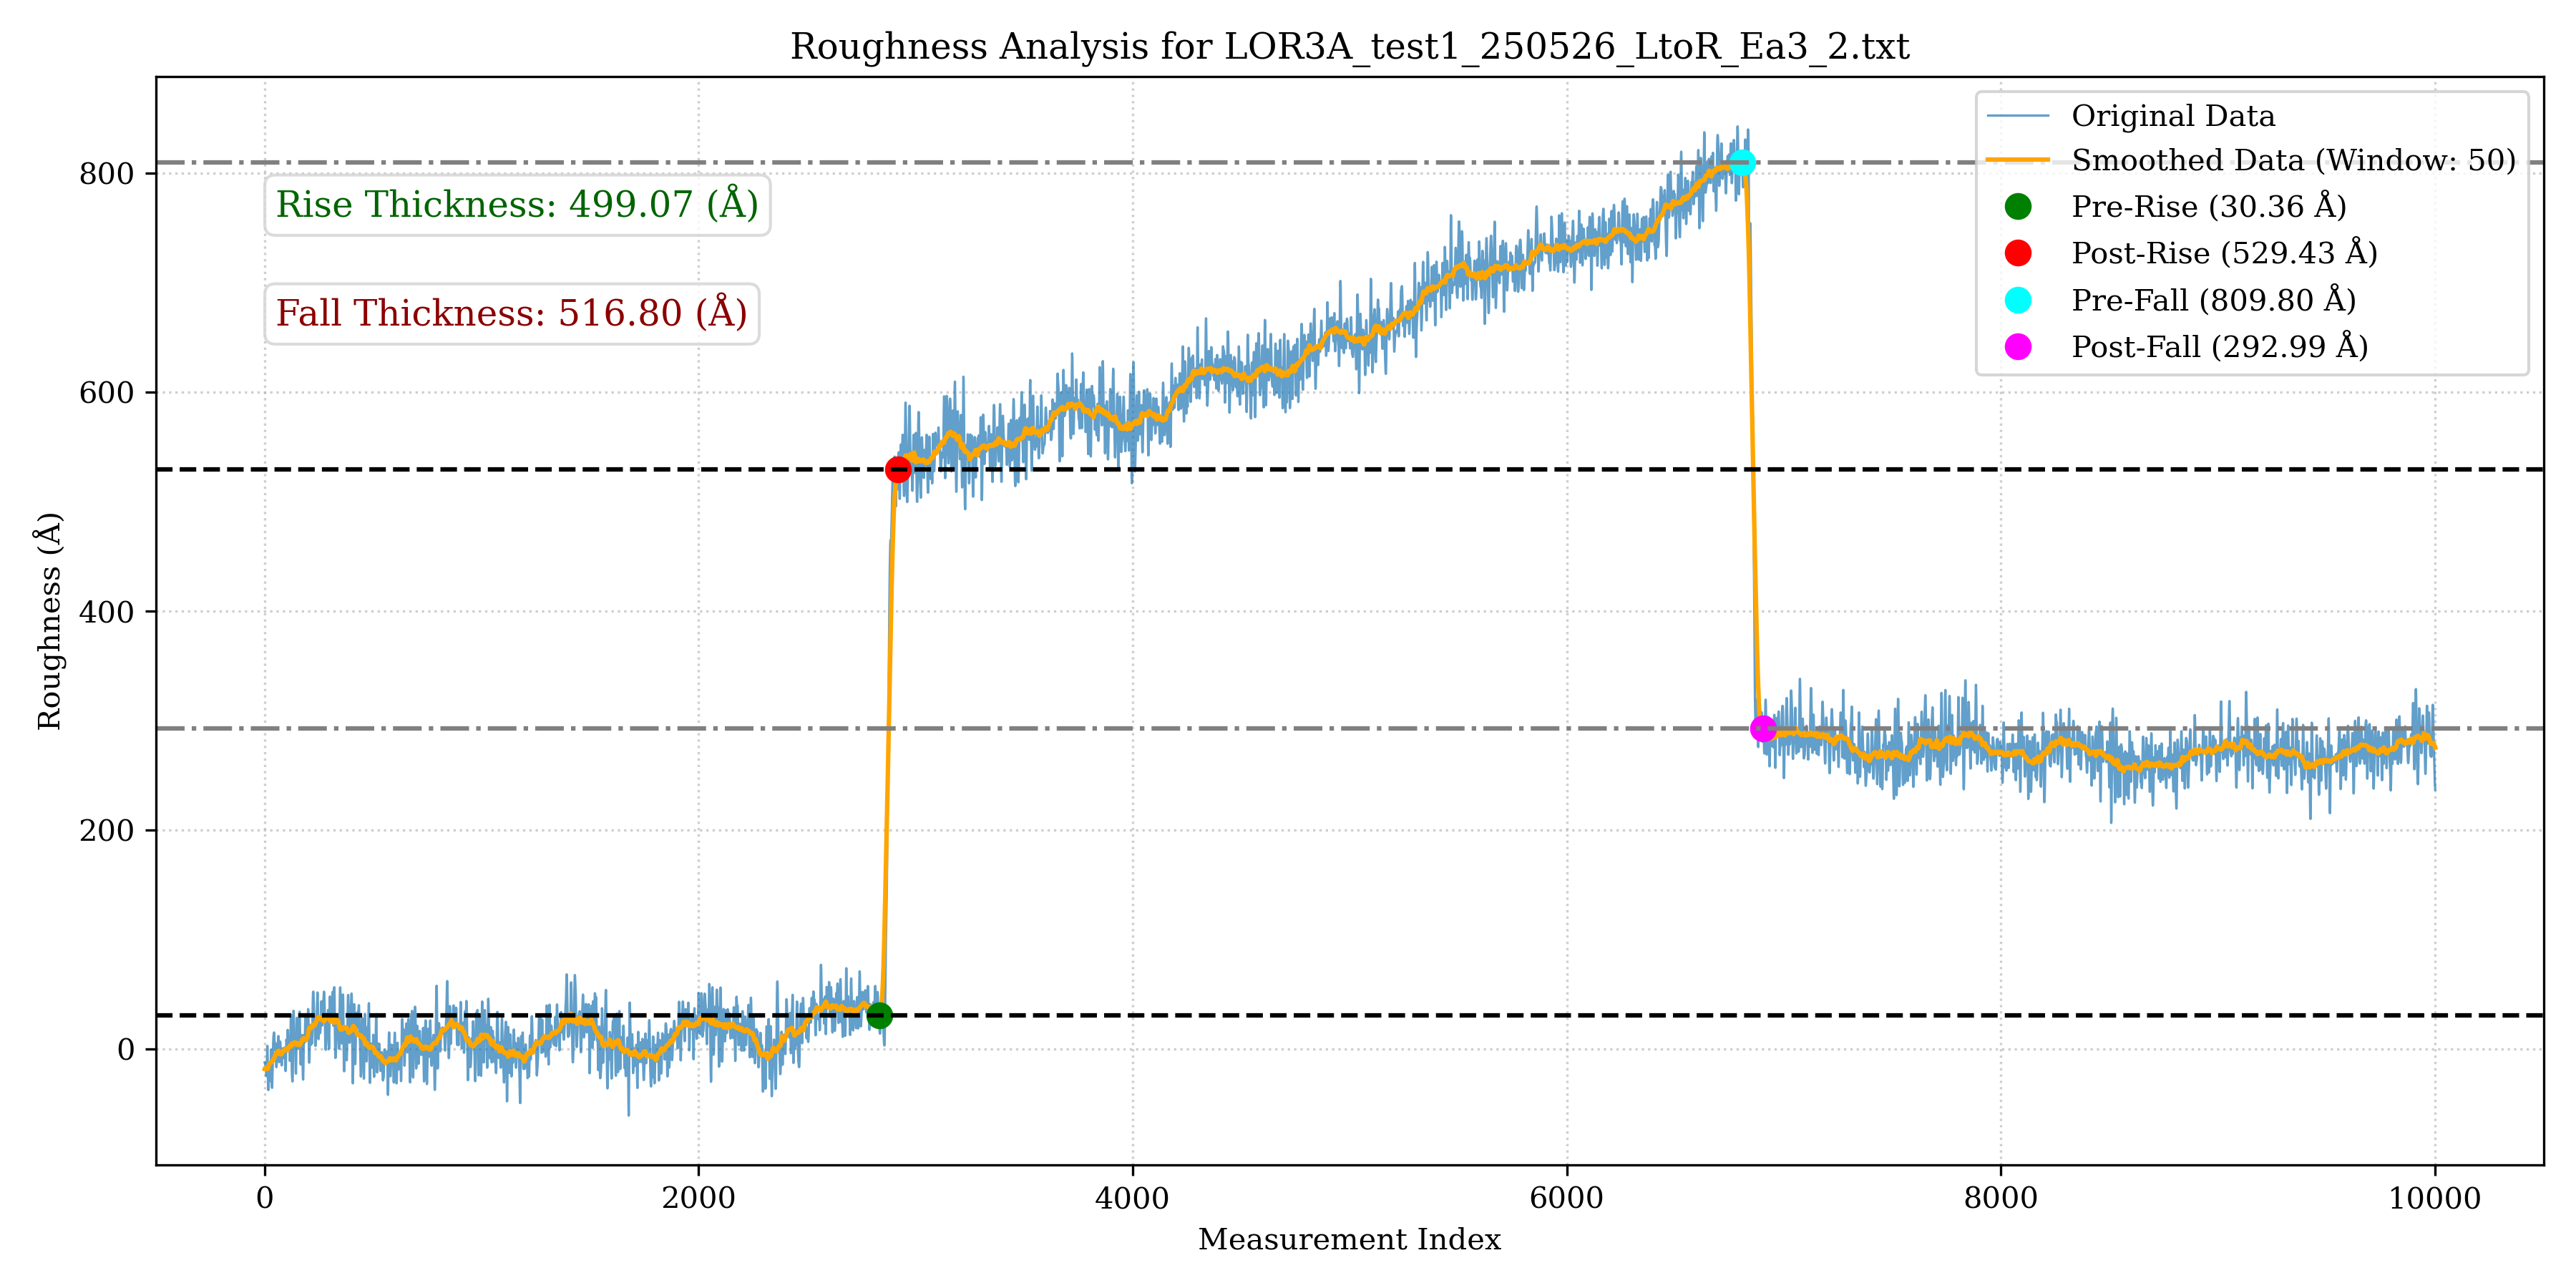 Roughness Analysis for LOR3A_test1_250526_LtoR_Ea3_2.txt
Original Data
Smoothed Data (Window: 50)
Pre-Rise (30.36 Å)
Post-Rise (529.43 Å)
Pre-Fall (809.80 Å)
Post-Fall (292.99 Å)
Rise Thickness: 499.07 (Å)
Fall Thickness: 516.80 (Å)
Roughness (Å)
800
600
400
200
0
0 2000 4000 6000 8000 10000
Measurement Index